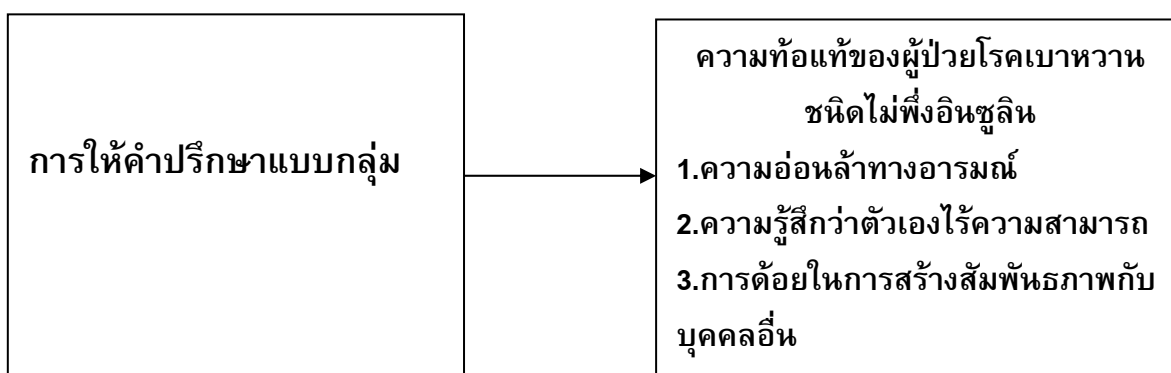 การให้คำปรึกษาแบบกลุ่ม
ความท้อแท้ของผู้ป่วยโรคเบาหวาน
ชนิดไม่พึ่งอินซูลิน
1.ความอ่อนล้าทางอารมณ์
2.ความรู้สึกว่าตัวเองไร้ความสามารถ
3.การด้อยในการสร้างสัมพันธภาพกับ
บุคคลอื่น